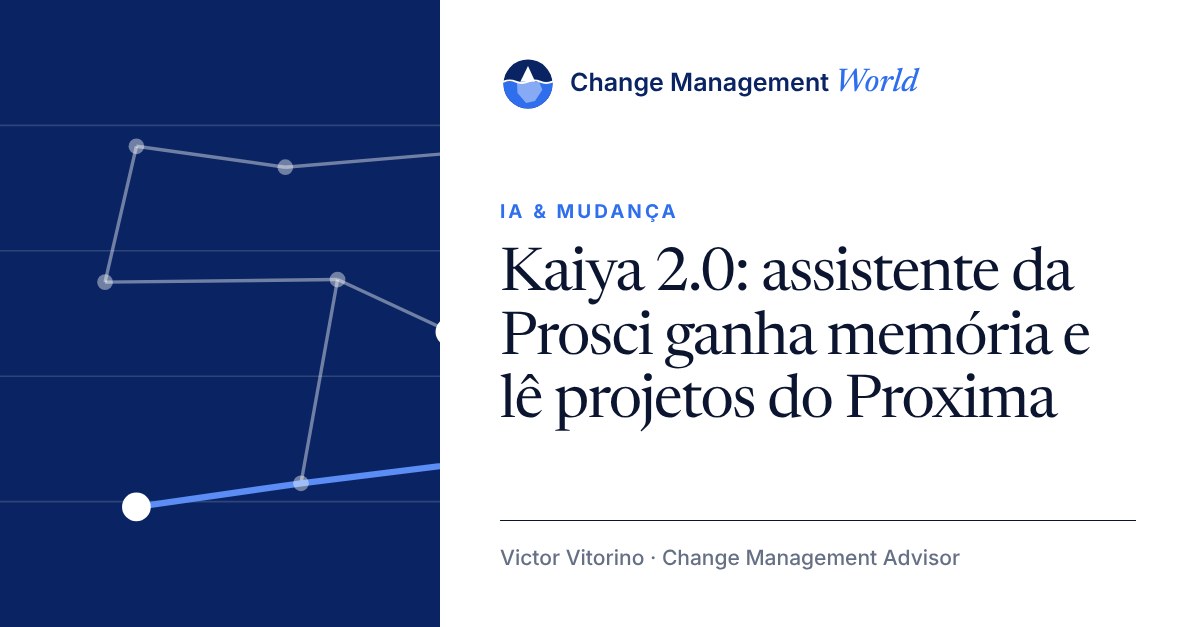 Change Management World
IA & MUDANÇA
Kaiya 2.0: assistente da
Prosci ganha memória e
lê projetos do Proxima
Victor Vitorino · Change Management Advisor